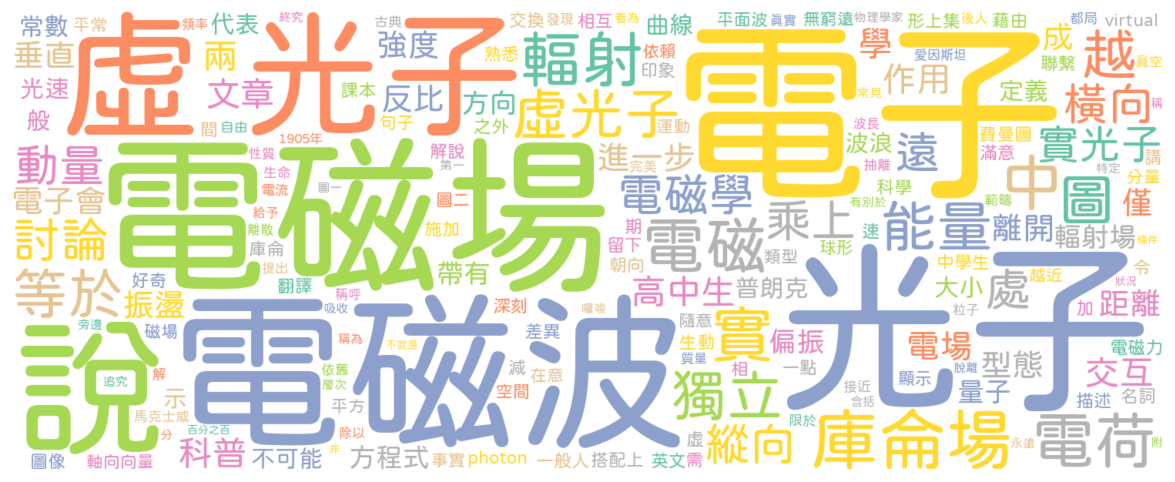 常數 平常 頻率 代表 終究 古典 交換 發現 相互 看為 曲線 平面波 眞實 無窮遠 物理學家 形上集 後人 藉由 都局 virtual
虛光子 垂直 兩 強度 熟悉 輻射 依賴 印象 電子 學 愛因斯坦 成 聯繫 越 眞空
光速 文章 課本 反比 方向 虛光子 作用 常見 定義 橫向 稱
般 間 自由 句子 之外 運動 波長 費曼圖
1905年 電磁場 解說 第一 進一步 完美 波浪 遠 抽離 滿意 實光子 講
動量 性質 生命 電流 圖一 圖二 電磁學 科學 有別於 範疇 中 特定 分量
電子會 給予 離散 施加 期 留下 乘上 速 能量 離開 圖 僅
討論 庫侖 提出 帶有 朝向 電磁 類型 球形 輻射場 條件
等於 好奇 翻譯 稱呼 吸收 高中生 普朗克 中學生 越近 令 大小 處 狀況
振盪 磁場 電磁波 深刻 囉唆 隨意 光子 粒子 加 距離
說 旁邊 稱為 不就是 差異 生動 實 偏振 電場 脫離 電磁力
追究 解 依舊 層次 減 在意 質量 相 一點 顯示 型態 交互
示 馬克士威 平方 空間 獨立 接近 含括 量子 描述 名詞
百分之百 分 除以 限於 庫侖場 電荷
圖像 軸向向量 科普 不可能 非 方程式 事實 photon 一般人 搭配上 英文 需 虛 縱向 永遠 附